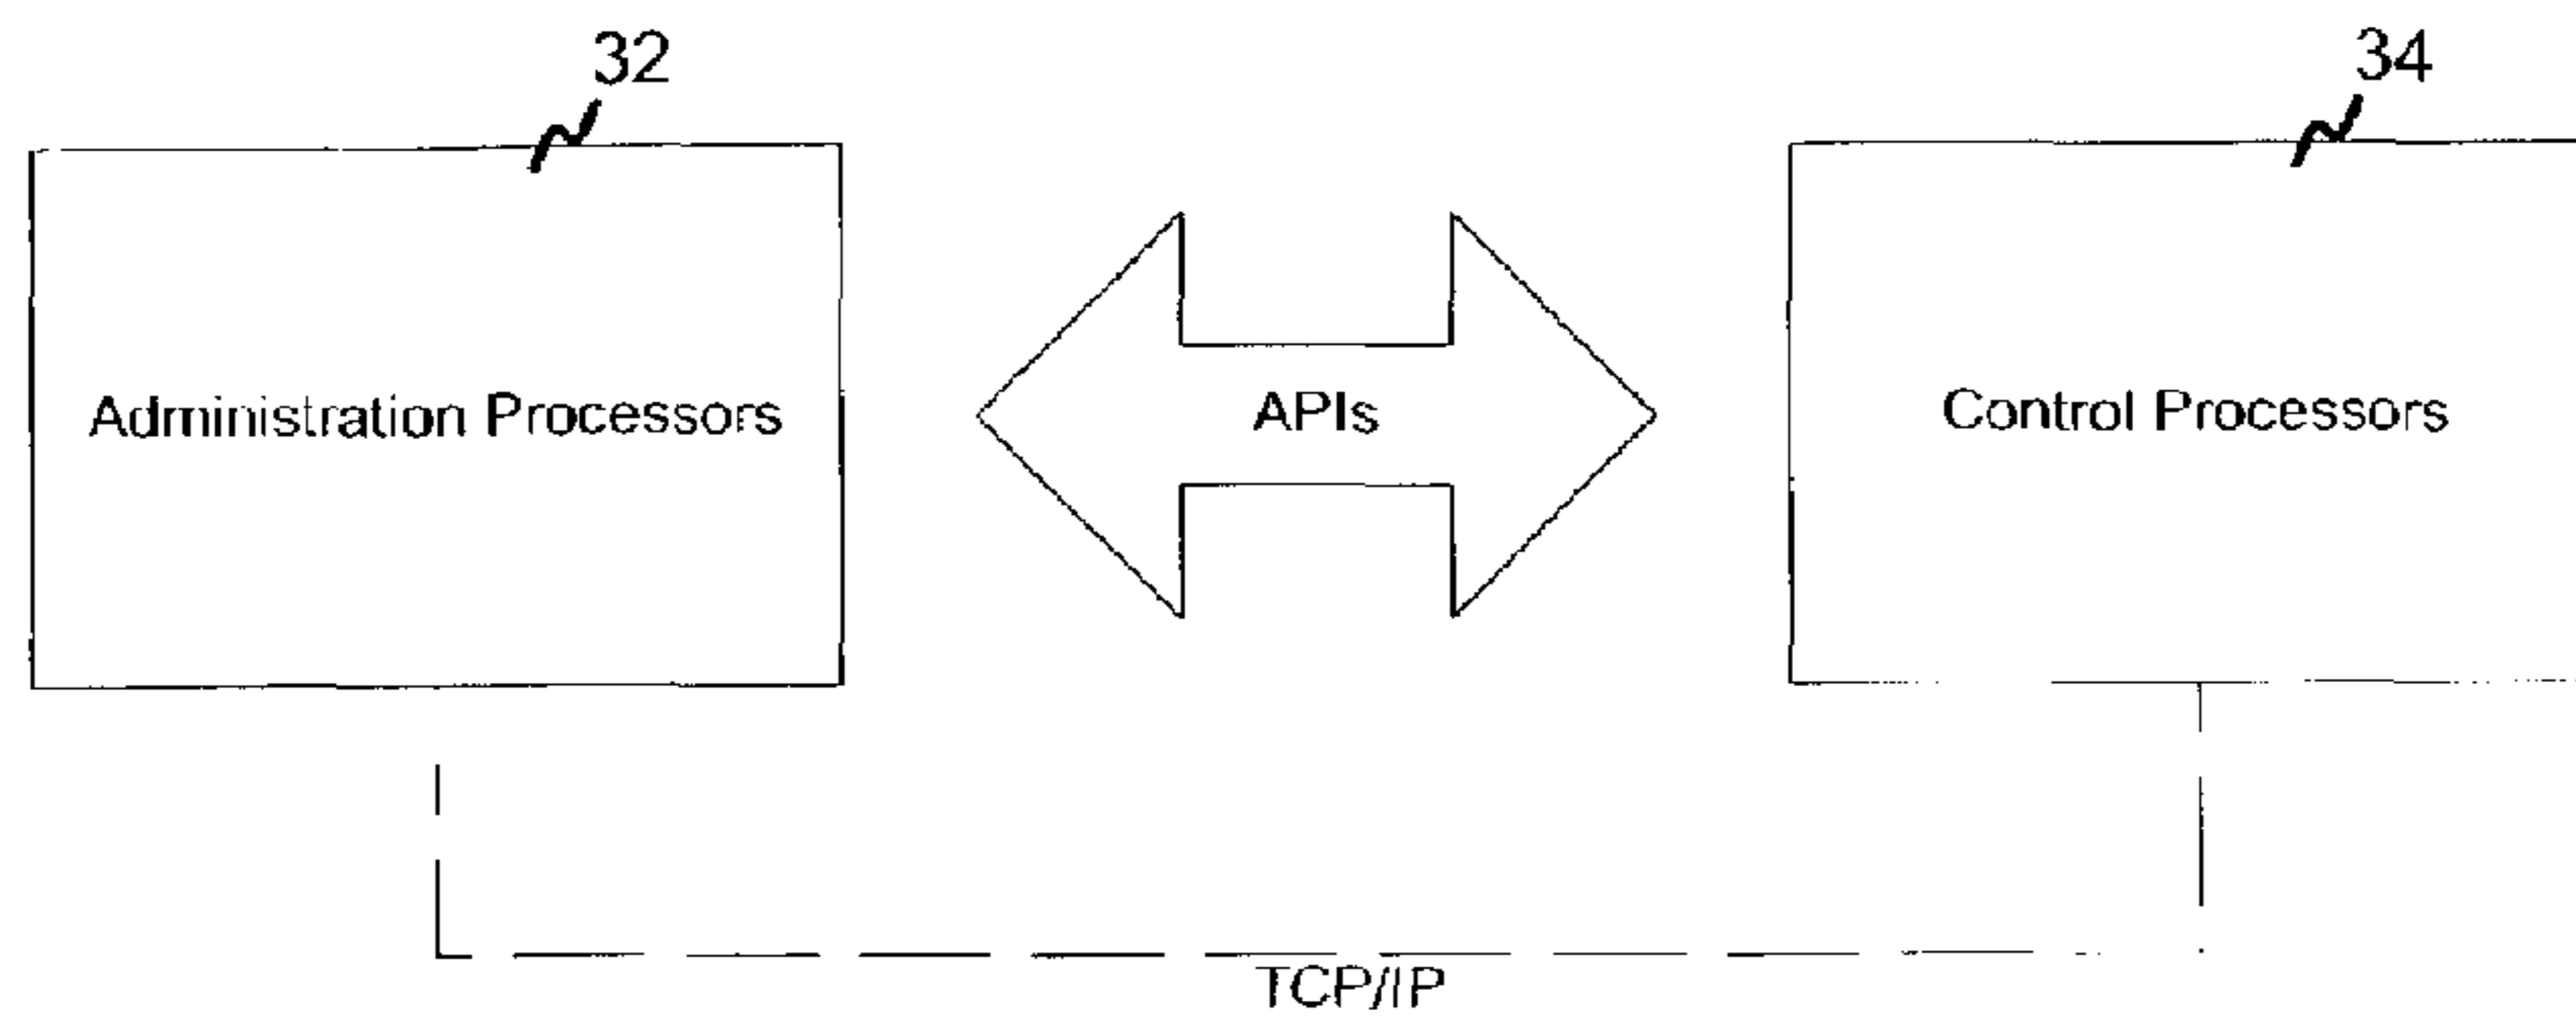 32
34
Administration Processors
APIs
Control Processors
TCP/IP